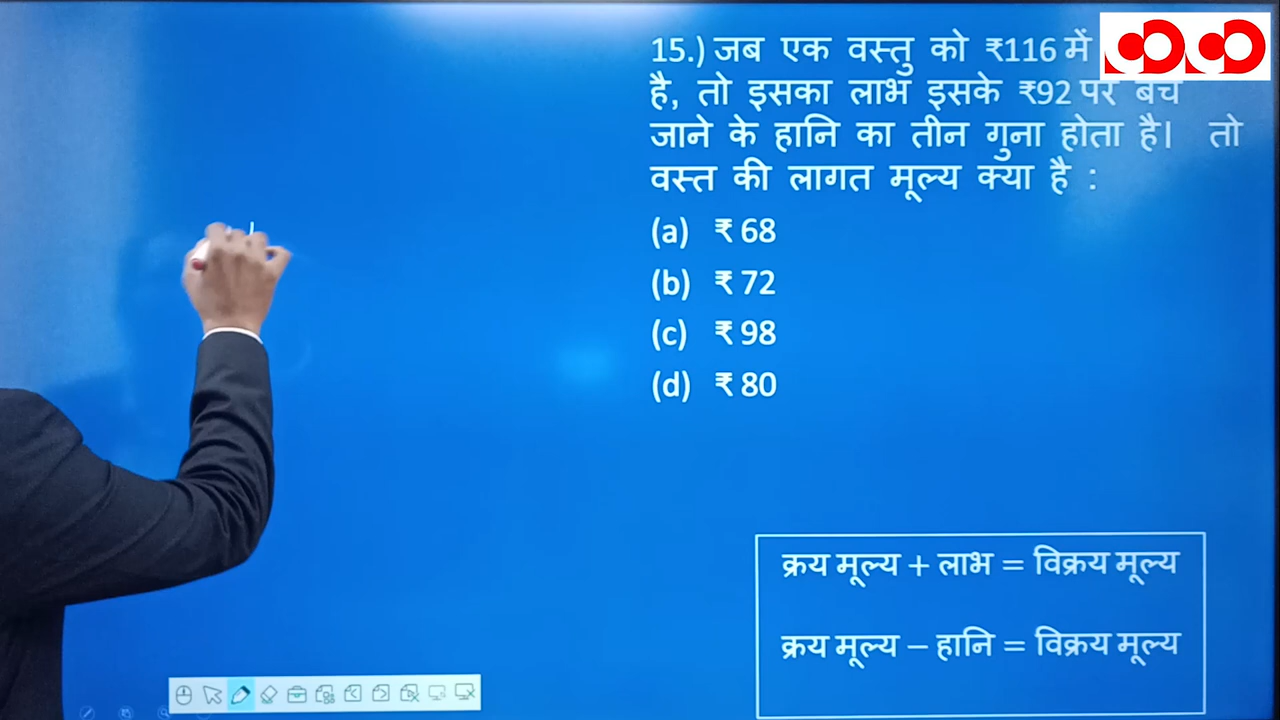 15.) जब एक वस्तु को ₹116 में
है, तो इसका लाभ इसके ₹92 पर बेचे
जाने के हानि का तीन गुना होता है। तो
वस्त की लागत मूल्य क्या है :
(a) ₹ 68
(b) ₹ 72
(c) ₹ 98
(d) ₹ 80
क्रय मूल्य + लाभ = विक्रय मूल्य
क्रय मूल्य – हानि = विक्रय मूल्य